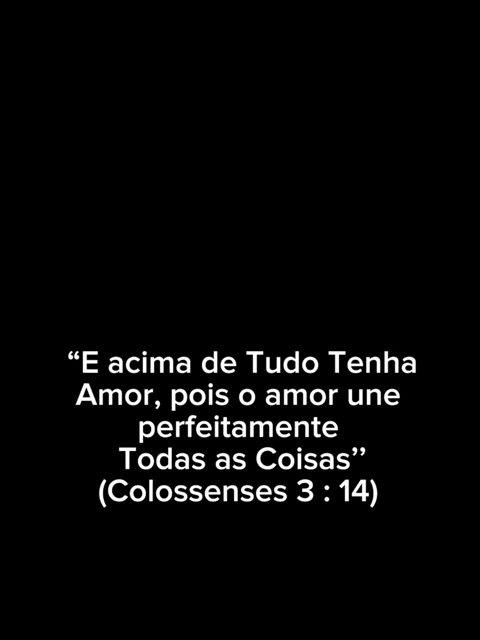 “E acima de Tudo Tenha
Amor, pois o amor une
perfeitamente
Todas as Coisas’’
(Colossenses 3 : 14)